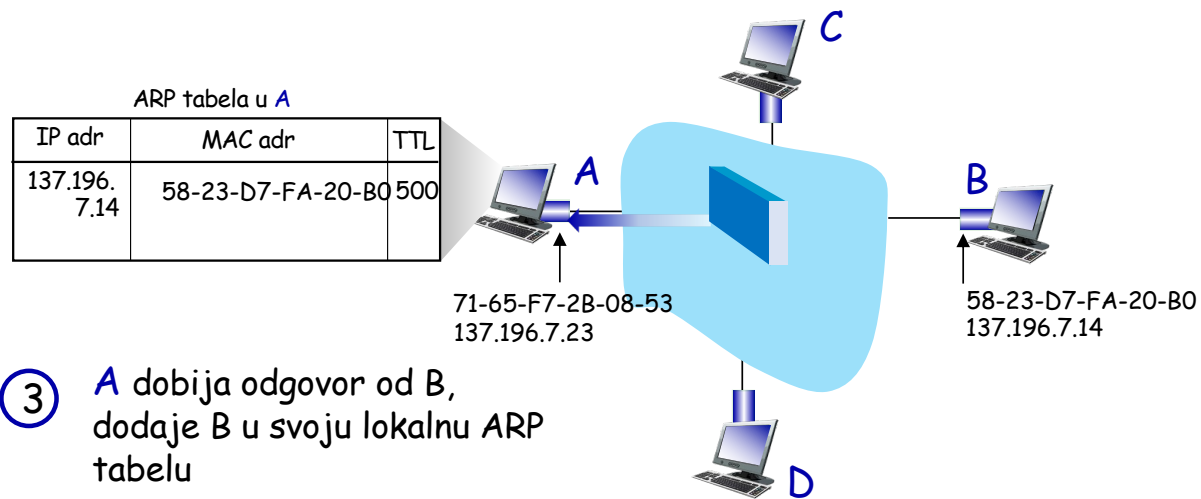 C
ARP tabela u A
IP adr MAC adr TTL
137.196.
7.14
58-23-D7-FA-20-B0 500
A
B
71-65-F7-2B-08-53
137.196.7.23
58-23-D7-FA-20-B0
137.196.7.14
3
A dobija odgovor od B,
dodaje B u svoju lokalnu ARP
tabelu
D